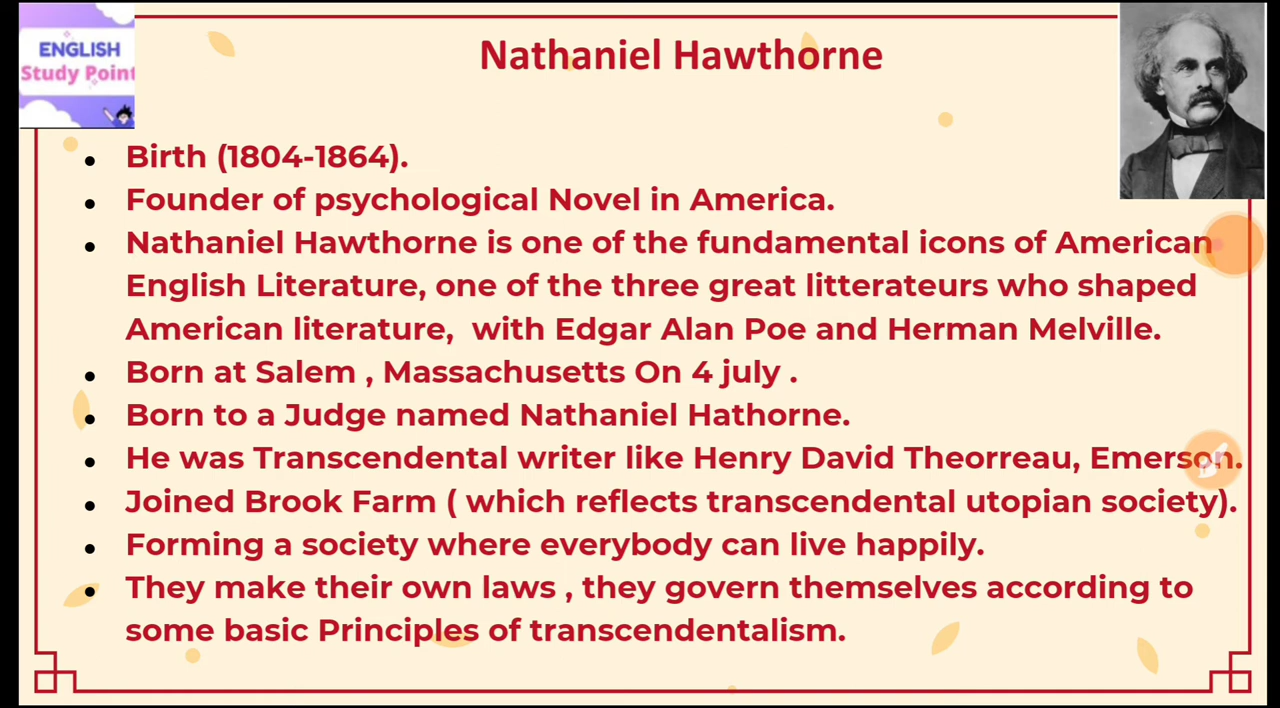 ENGLISH
Study Point
Nathaniel Hawthorne
Birth (1804-1864).
Founder of psychological Novel in America.
Nathaniel Hawthorne is one of the fundamental icons of American
English Literature, one of the three great litterateurs who shaped
American literature, with Edgar Alan Poe and Herman Melville.
Born at Salem , Massachusetts On 4 july .
Born to a Judge named Nathaniel Hathorne.
He was Transcendental writer like Henry David Theorreau, Emerson.
Joined Brook Farm ( which reflects transcendental utopian society).
Forming a society where everybody can live happily.
They make their own laws , they govern themselves according to
some basic Principles of transcendentalism.